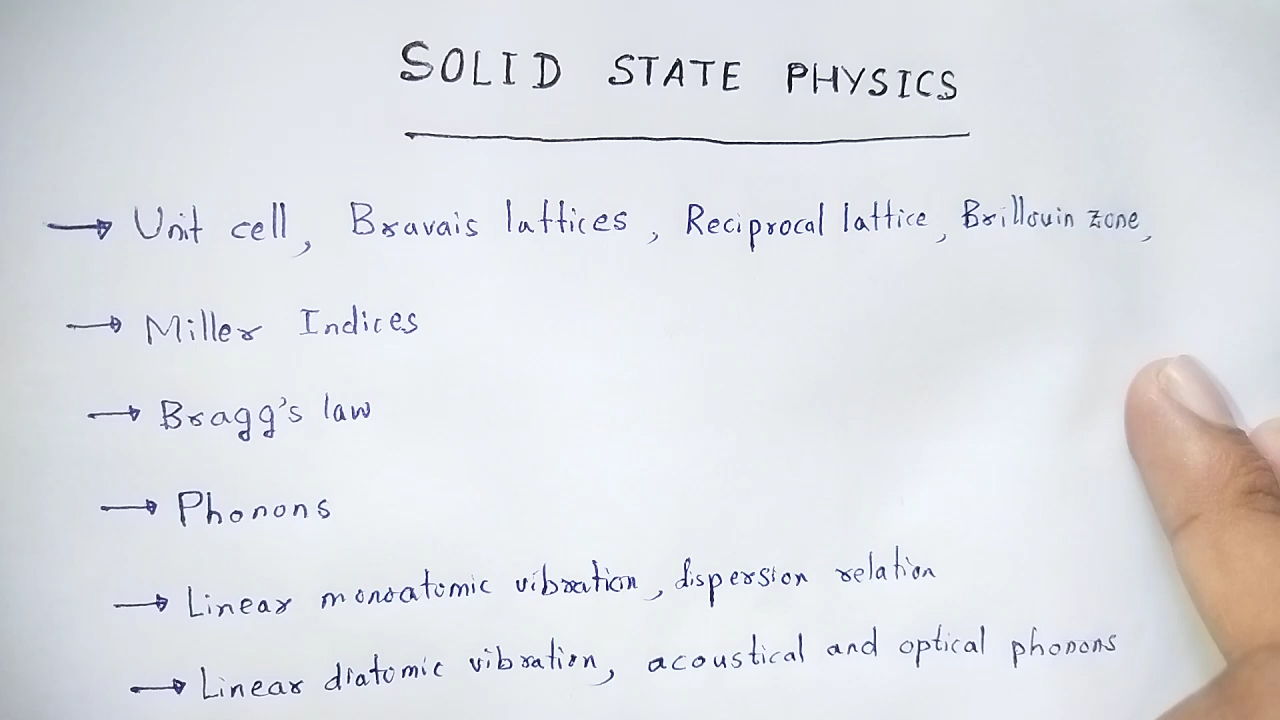 SOLID STATE PHYSICS
→ Unit cell, Bravais lattices, Reciprocal lattice, Brillouin zone,
→ Miller Indices
→ Bragg's law
→ Phonons
→ Linear monoatomic vibration, dispersion relation
→ Linear diatomic vibration, acoustical and optical phonons